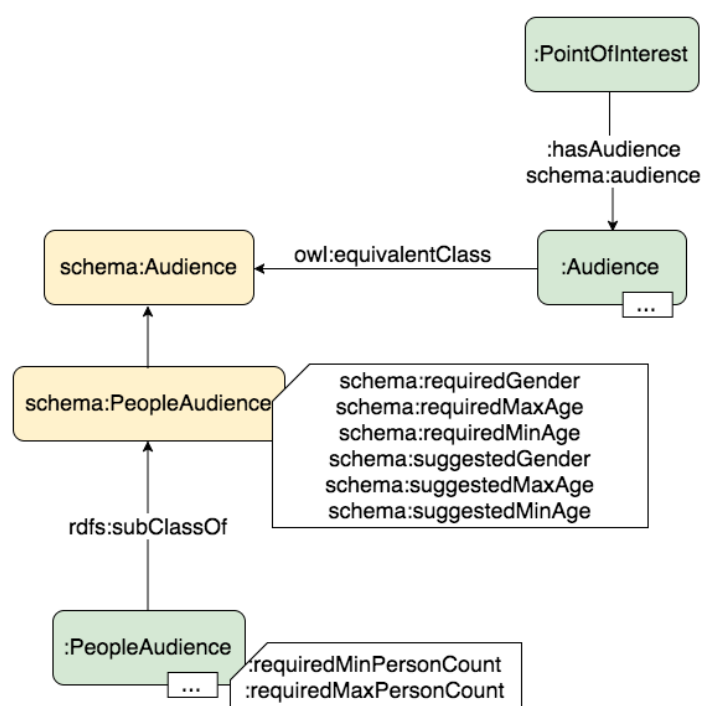 :PointOfInterest
:hasAudience
schema:audience
schema:Audience
owl:equivalentClass
:Audience
...
schema:PeopleAudience
schema:requiredGender
schema:requiredMaxAge
schema:requiredMinAge
schema:suggestedGender
schema:suggestedMaxAge
schema:suggestedMinAge
rdfs:subClassOf
:PeopleAudience
...
:requiredMinPersonCount
:requiredMaxPersonCount